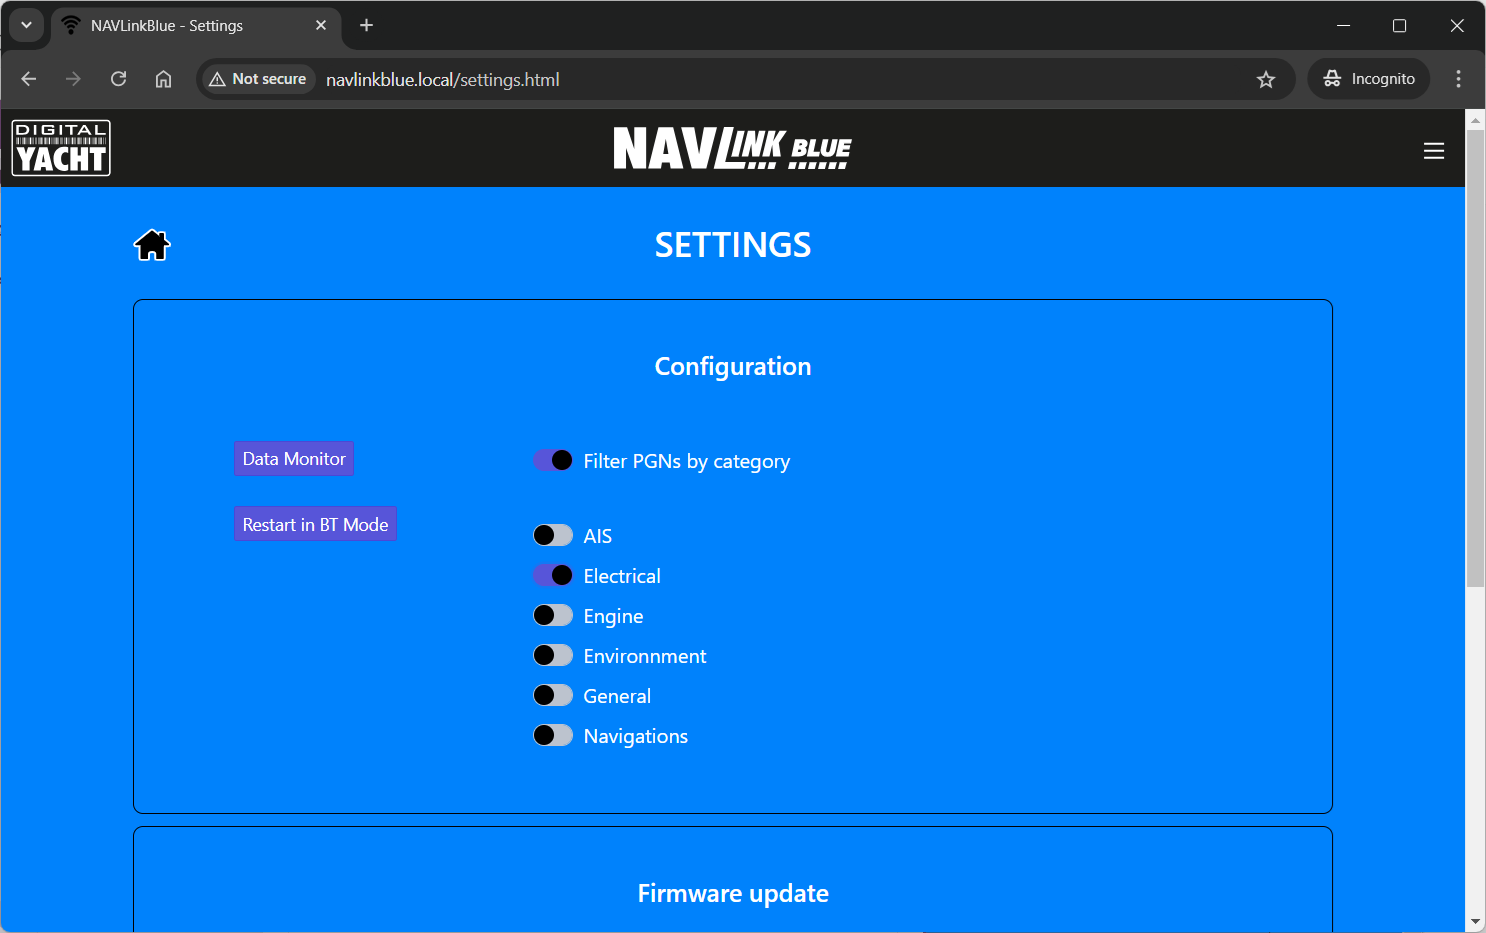 NAVLinkBlue - Settings
Not secure
navlinkblue.local/settings.html
Incognito
DIGITAL
YACHT
NAVLINK BLUE
SETTINGS
Configuration
Data Monitor
Filter PGNs by category
Restart in BT Mode
AIS
Electrical
Engine
Environnment
General
Navigations
Firmware update